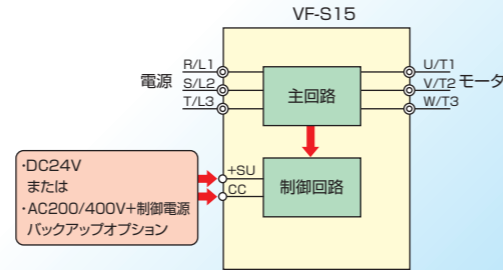 VF-S15
電源
R/L1
S/L2
T/L3
主回路
U/T1
V/T2
W/T3
モータ
・DC24V
または
・AC200/400V+制御電源
バックアップオプション
+SU
CC
制御回路